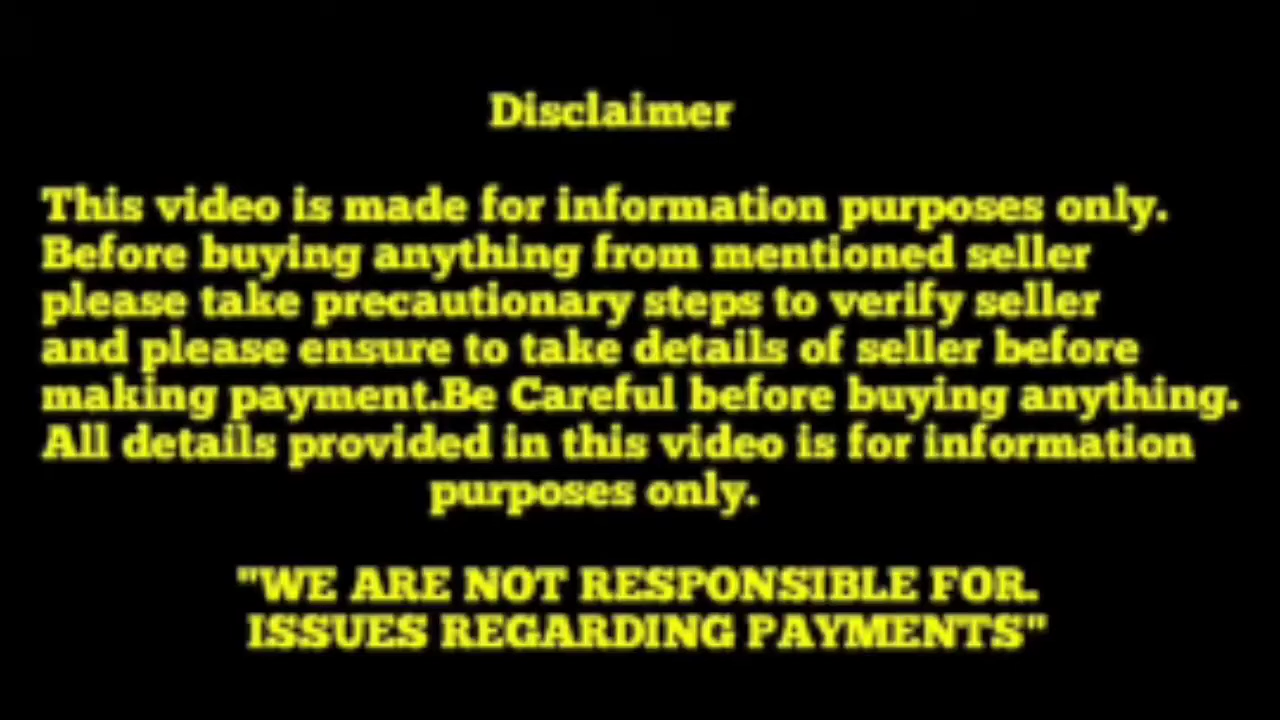 Disclaimer
This video is made for information purposes only.
Before buying anything from mentioned seller
please take precautionary steps to verify seller
and please ensure to take details of seller before
making payment.Be Careful before buying anything.
All details provided in this video is for information
purposes only.
"WE ARE NOT RESPONSIBLE FOR.
ISSUES REGARDING PAYMENTS"